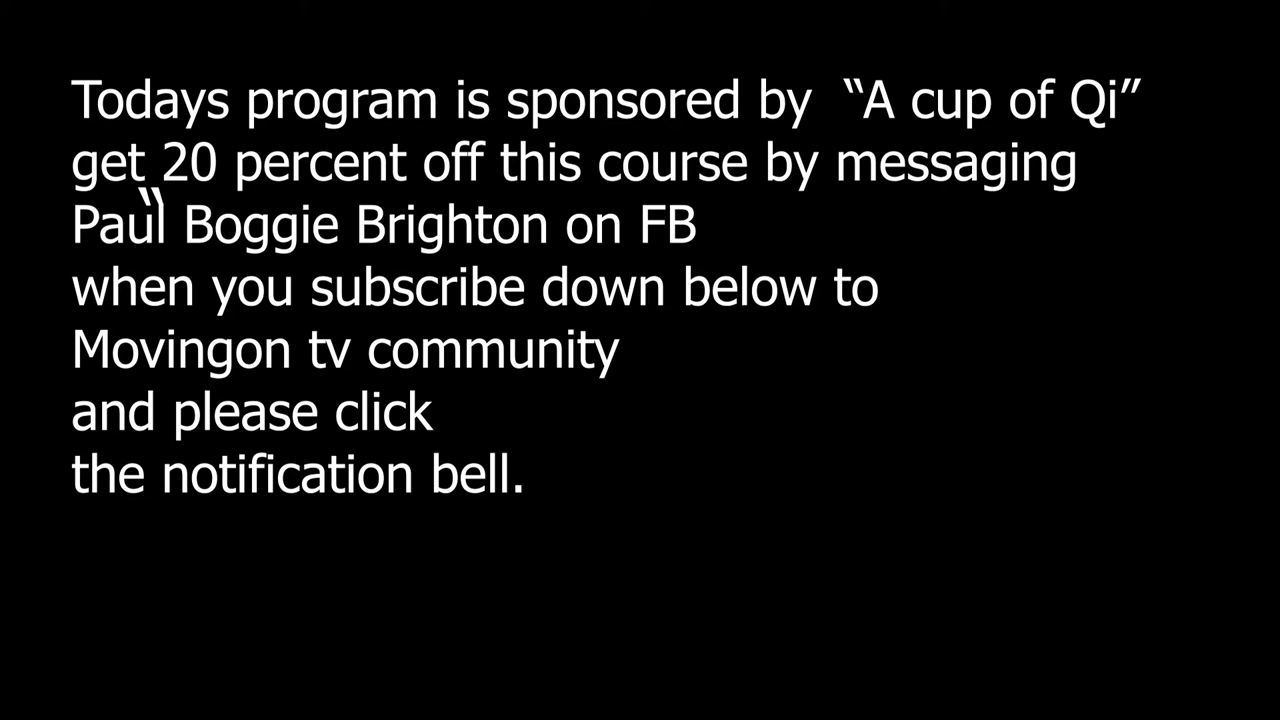 Todays program is sponsored by “A cup of Qi”
get 20 percent off this course by messaging
“
Paul Boggie Brighton on FB
when you subscribe down below to
Movingon tv community
and please click
the notification bell.